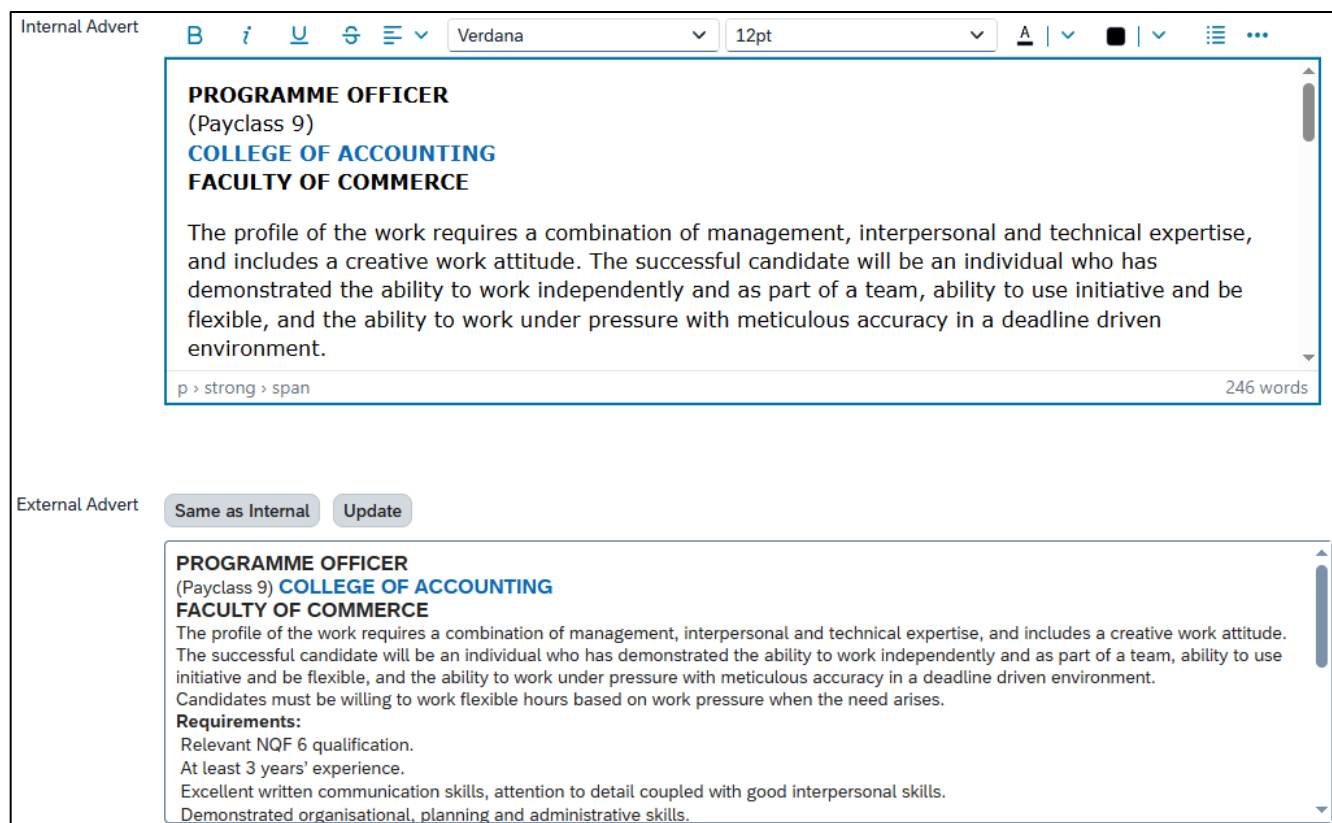 Internal Advert
B i U S Verdana 12pt A
PROGRAMME OFFICER
(Payclass 9)
COLLEGE OF ACCOUNTING
FACULTY OF COMMERCE
The profile of the work requires a combination of management, interpersonal and technical expertise,
and includes a creative work attitude. The successful candidate will be an individual who has
demonstrated the ability to work independently and as part of a team, ability to use initiative and be
flexible, and the ability to work under pressure with meticulous accuracy in a deadline driven
environment.
p › strong › span 246 words
External Advert
Same as Internal Update
PROGRAMME OFFICER
(Payclass 9) COLLEGE OF ACCOUNTING
FACULTY OF COMMERCE
The profile of the work requires a combination of management, interpersonal and technical expertise, and includes a creative work attitude.
The successful candidate will be an individual who has demonstrated the ability to work independently and as part of a team, ability to use
initiative and be flexible, and the ability to work under pressure with meticulous accuracy in a deadline driven environment.
Candidates must be willing to work flexible hours based on work pressure when the need arises.
Requirements:
Relevant NQF 6 qualification.
At least 3 years’ experience.
Excellent written communication skills, attention to detail coupled with good interpersonal skills.
Demonstrated organisational, planning and administrative skills.